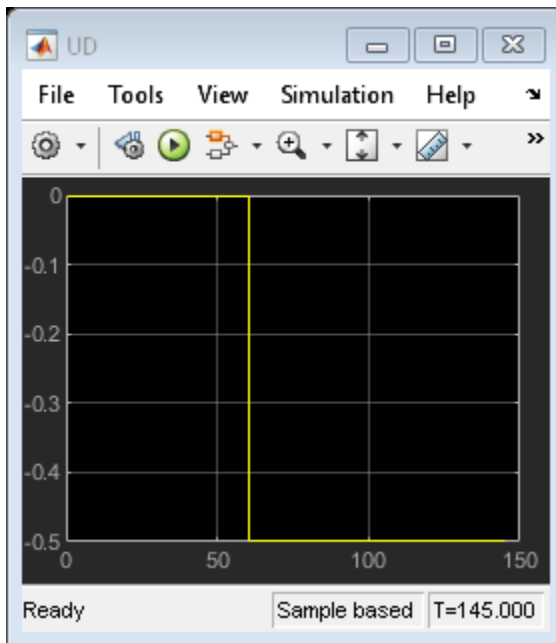 UD
File Tools View Simulation Help
0
-0.1
-0.2
-0.3
-0.4
-0.5
0 50 100 150
Ready Sample based T=145.000